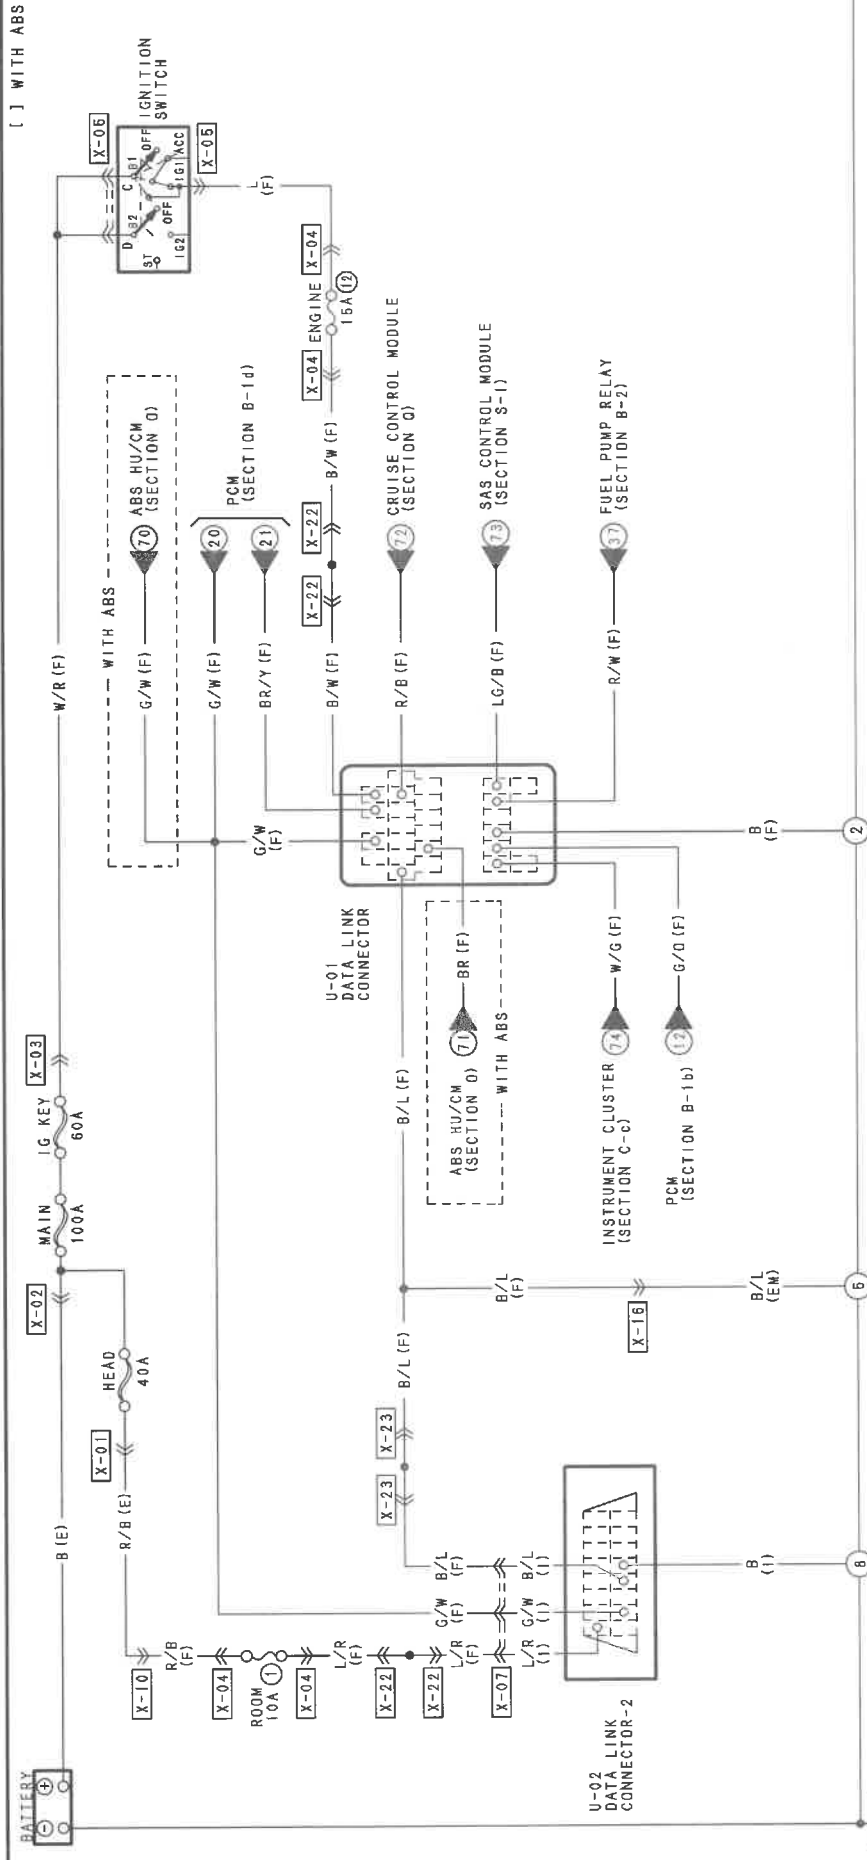 [ ] WITH ABS
BATTERY
B (E)
X-02
MAIN
100A
IG KEY
60A
X-03
W/R (F)
X-06
C
D
B1
B2
OFF
OFF
ST
IG2
IG1
ACC
IGNITION
SWITCH
X-05
L
(F)
X-04
ENGINE
15A 12
X-04
B/W (F)
X-22
X-22
B/W (F)
HEAD
40A
X-01
R/B (E)
X-10
R/B
(F)
X-04
ROOM
10A 1
X-04
L/R
(F)
X-22
X-22
L/R
(F)
X-07
L/R
(I)
G/W
(F)
G/W
(I)
B/L
(F)
B/L
(I)
U-02
DATA LINK
CONNECTOR-2
B
(I)
8
X-23
X-23
B/L (F)
B/L
(F)
X-16
B/L
(EM)
B/L (F)
WITH ABS
G/W (F)
70
ABS HU/CM
(SECTION O)
G/W (F)
20
PCM
(SECTION B-1d)
BR/Y (F)
21
G/W
(F)
U-01
DATA LINK
CONNECTOR
R/B (F)
72
CRUISE CONTROL MODULE
(SECTION Q)
LG/B (F)
73
SAS CONTROL MODULE
(SECTION S-1)
R/W (F)
37
FUEL PUMP RELAY
(SECTION B-2)
ABS HU/CM
(SECTION O)
71
BR (F)
WITH ABS
INSTRUMENT CLUSTER
(SECTION C-c)
74
W/G (F)
PCM
(SECTION B-1b)
12
G/O (F)
B
(F)
2